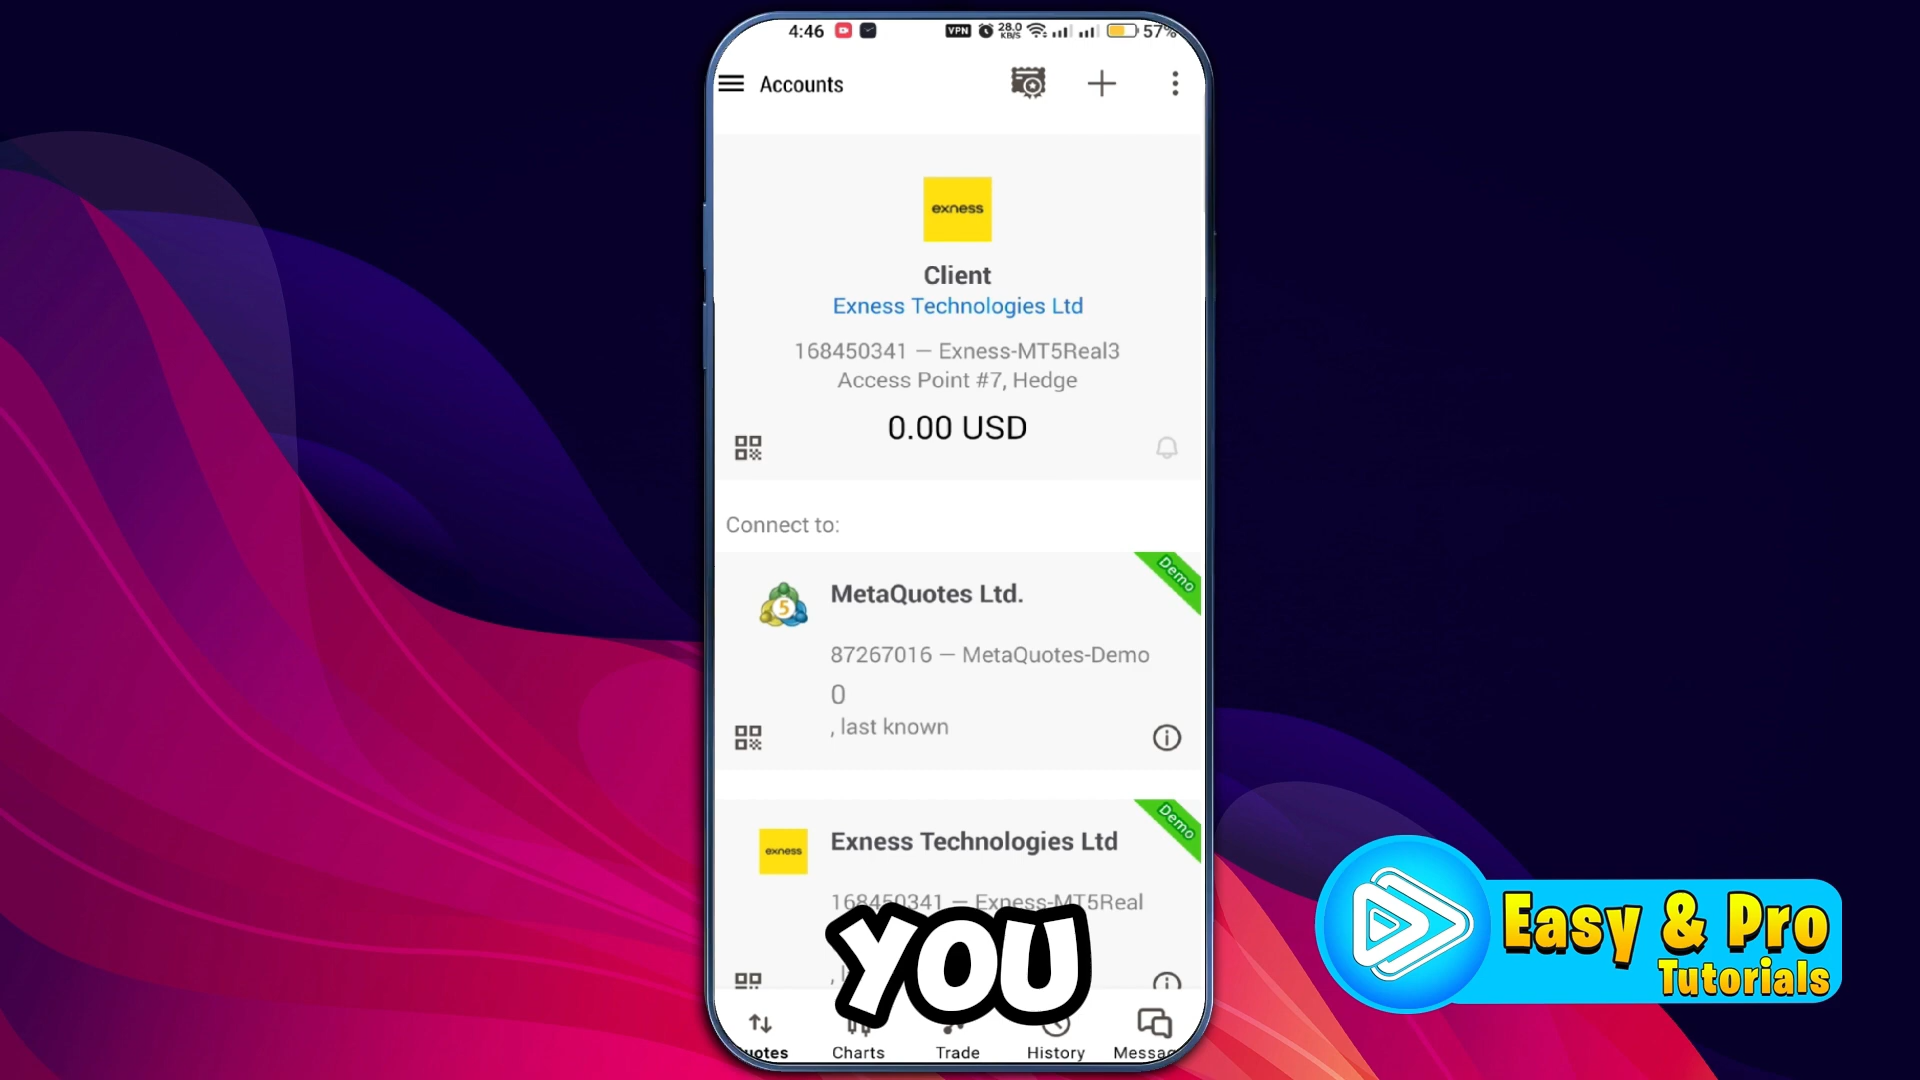 4:46 VPN 28.0 KB/S 57%
Accounts
exness
Client
Exness Technologies Ltd
168450341 — Exness-MT5Real3
Access Point #7, Hedge
0.00 USD
Connect to:
Demo
MetaQuotes Ltd.
5
87267016 — MetaQuotes-Demo
0
, last known
Demo
exness
Exness Technologies Ltd
168450341 — Exness-MT5Real
YOU
Charts Trade History
Easy & Pro
Tutorials